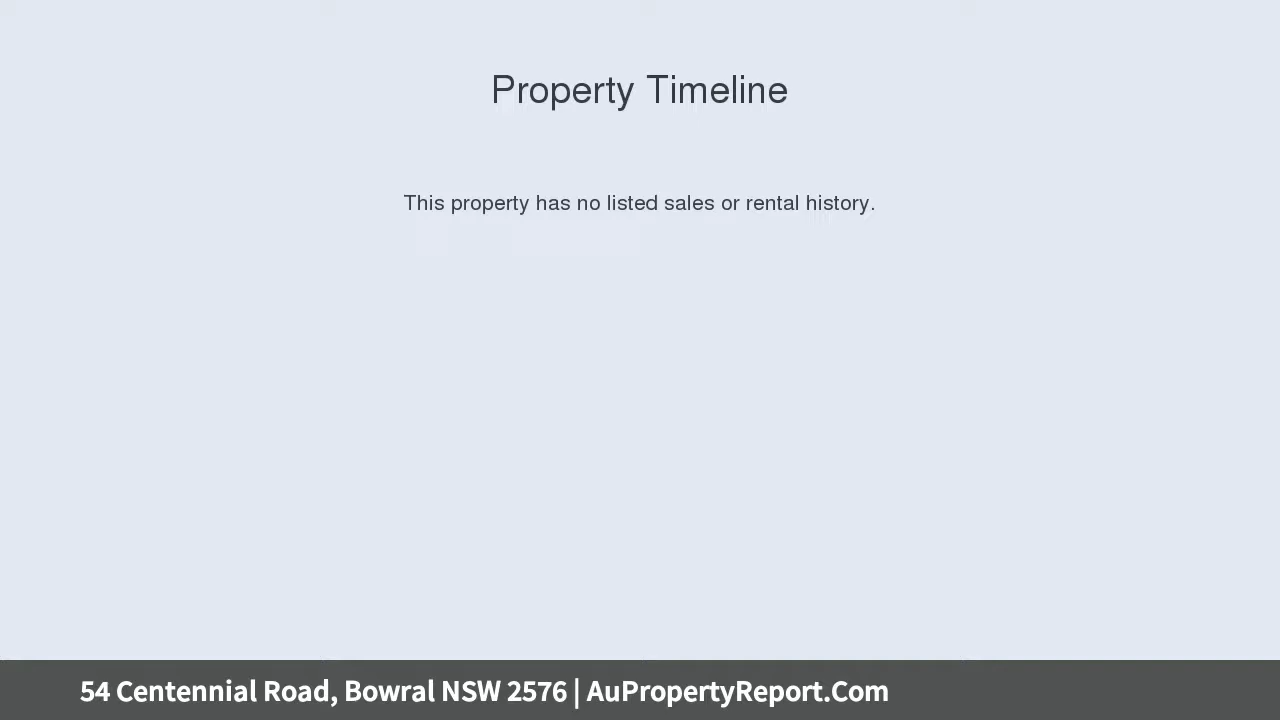 Property Timeline
This property has no listed sales or rental history.
54 Centennial Road, Bowral NSW 2576 | AuPropertyReport.Com